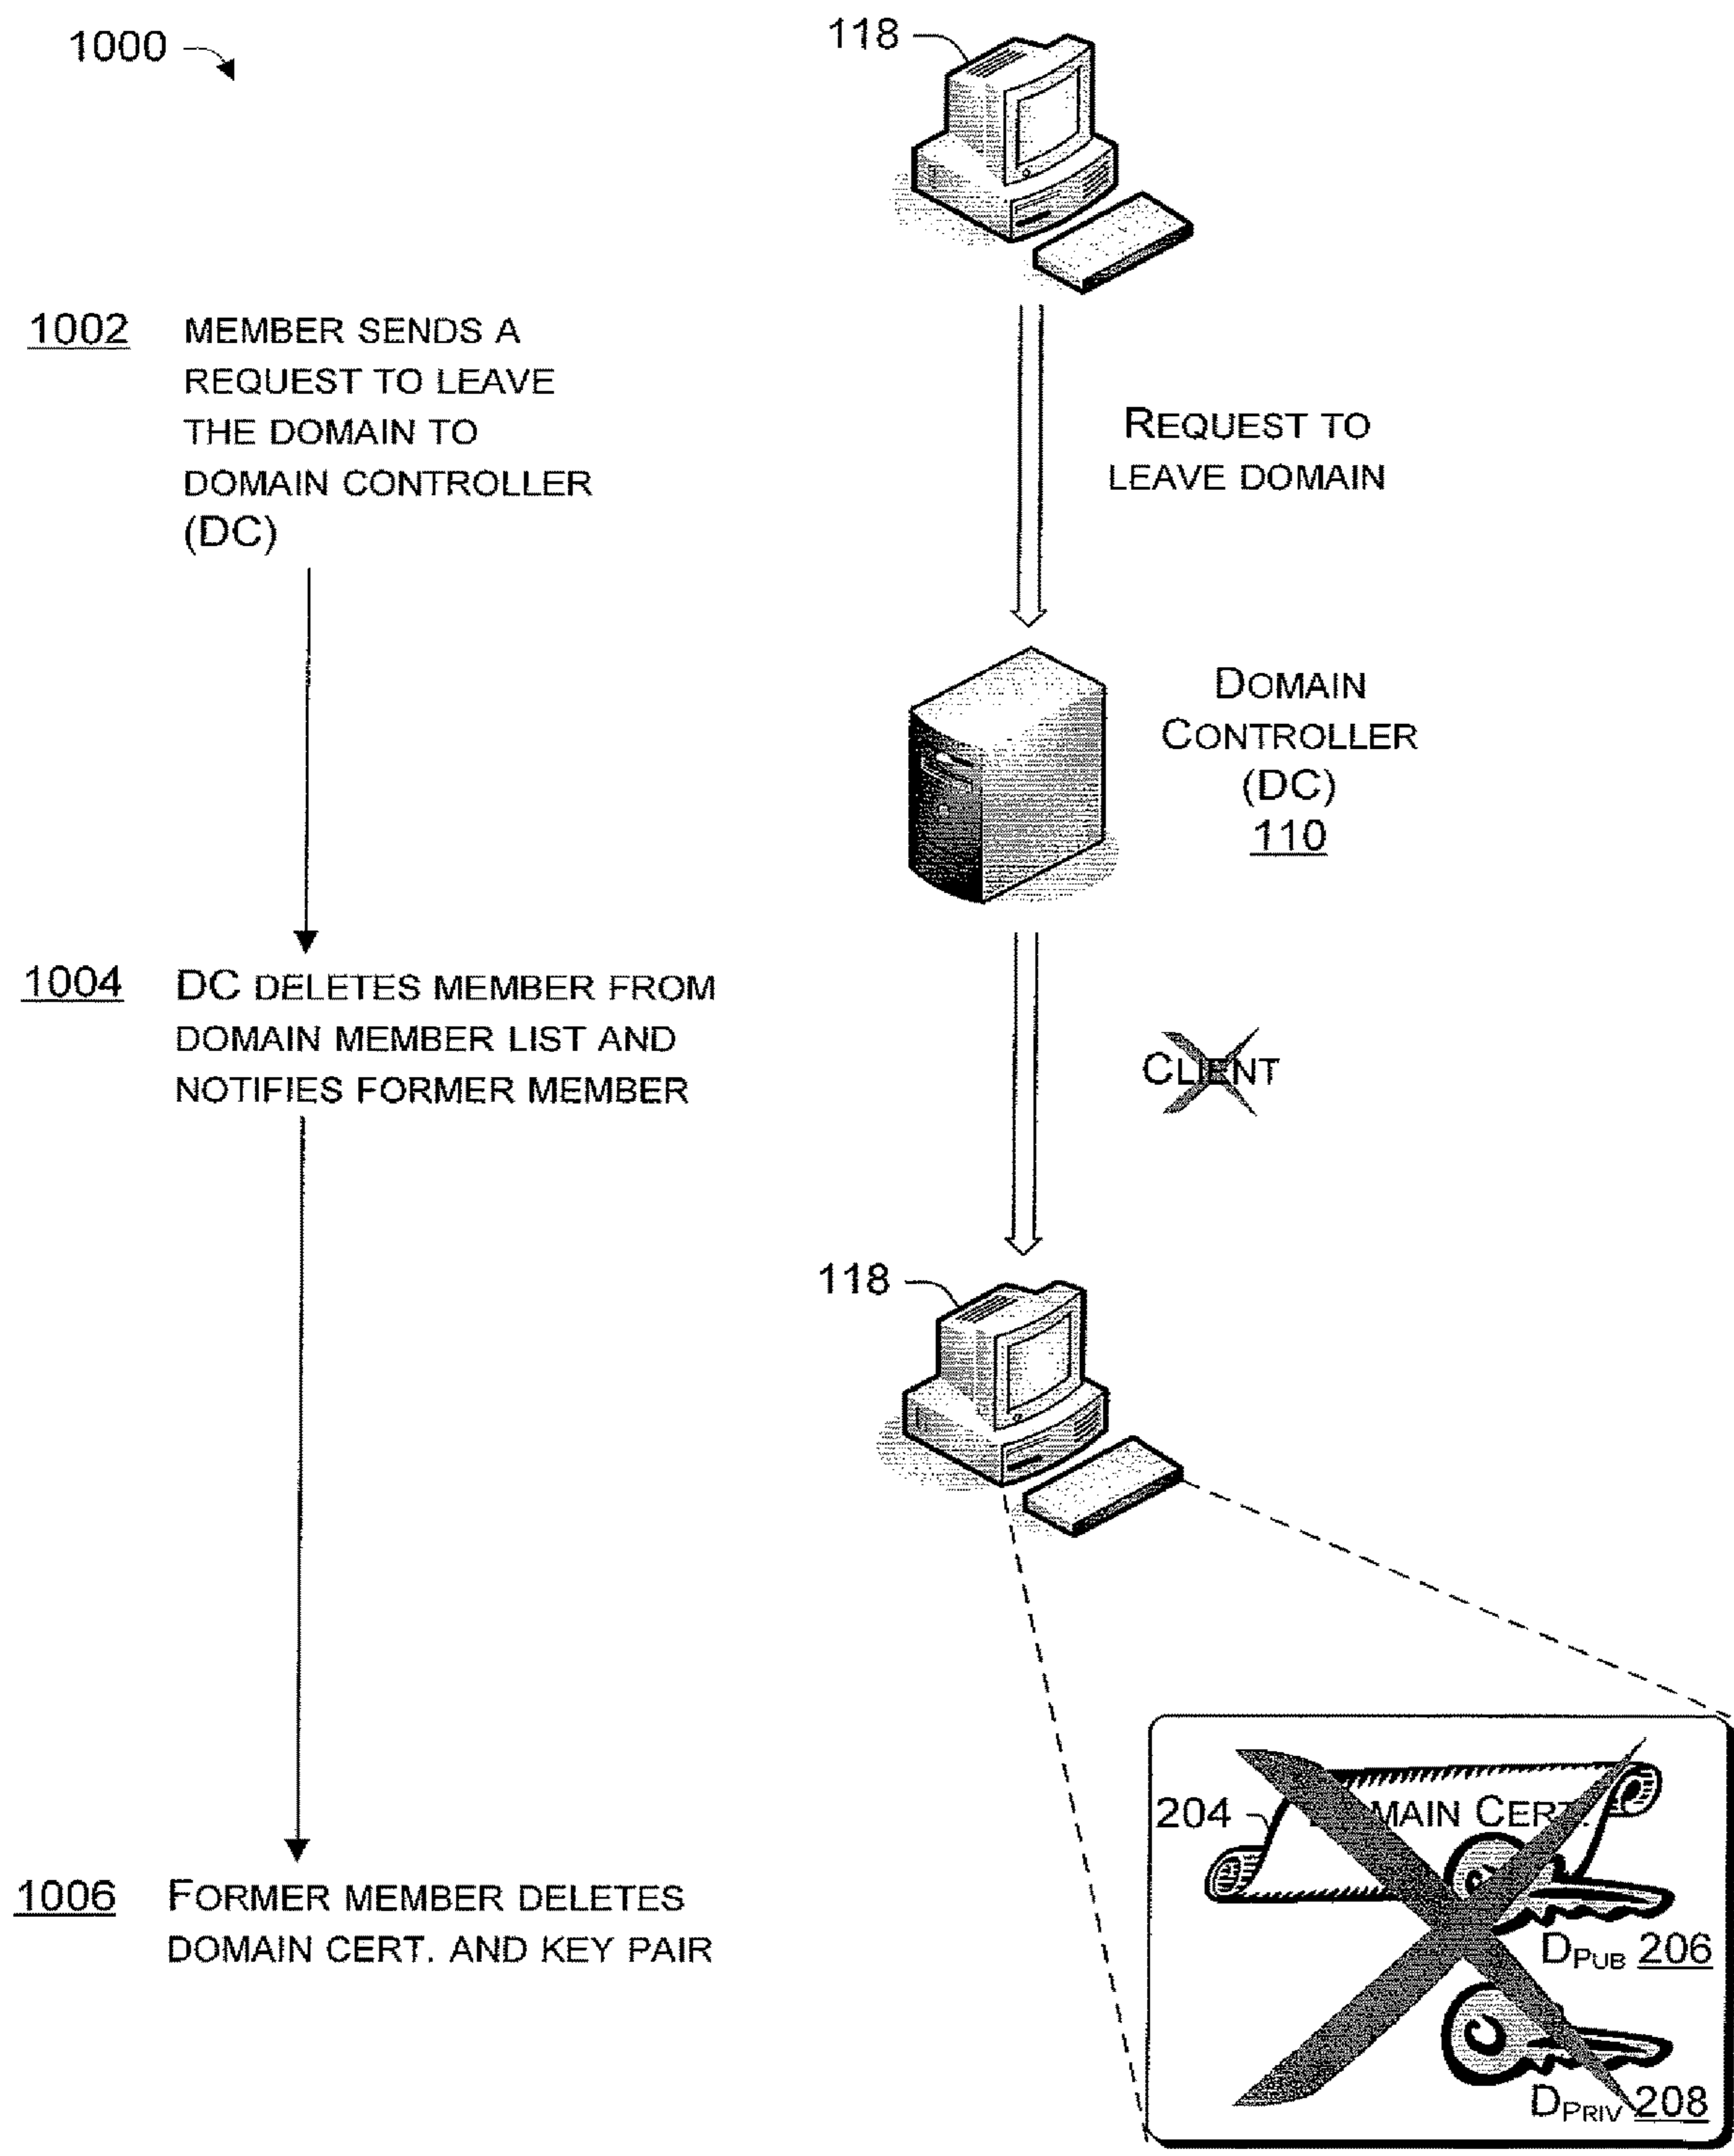 1000
118
1002 MEMBER SENDS A
REQUEST TO LEAVE
THE DOMAIN TO
DOMAIN CONTROLLER
(DC)
REQUEST TO
LEAVE DOMAIN
DOMAIN
CONTROLLER
(DC)
110
1004 DC DELETES MEMBER FROM
DOMAIN MEMBER LIST AND
NOTIFIES FORMER MEMBER
CLIENT
118
1006 FORMER MEMBER DELETES
DOMAIN CERT. AND KEY PAIR
204 DOMAIN CERT.
DPUB 206
C
DPRIV 208